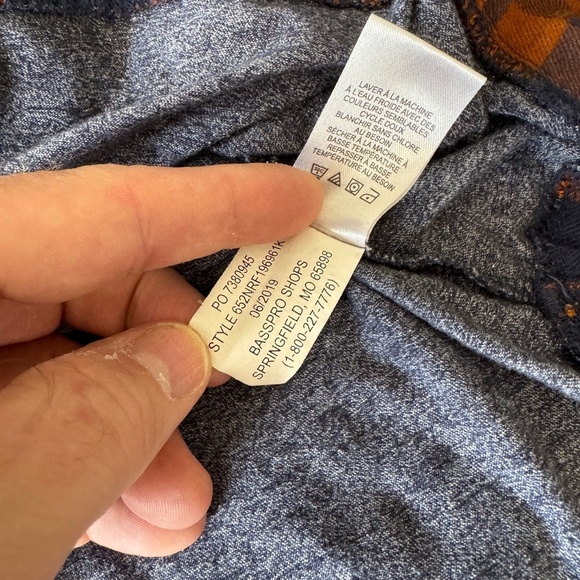 LAVER À LA MACHINE
À L'EAU FROIDE AVEC DES
COULEURS SEMBLABLES
CYCLE DOUX
BLANCHIR SANS CHLORE
AU BESOIN
SÉCHER À LA MACHINE
BASSE TEMPÉRATURE
REPASSER À BASSE
TEMPÉRATURE AU BESOIN
PO 7380945
STYLE 652NRF196961K
06/2019
BASSPRO SHOPS
SPRINGFIELD, MO 65898
(1-800-227-7776)